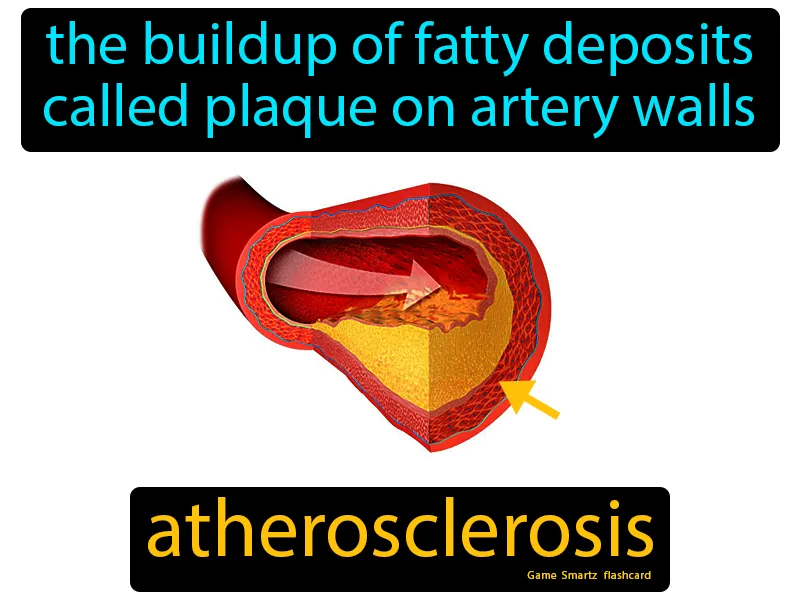 the buildup of fatty deposits
called plaque on artery walls
atherosclerosis
Game Smartz flashcard